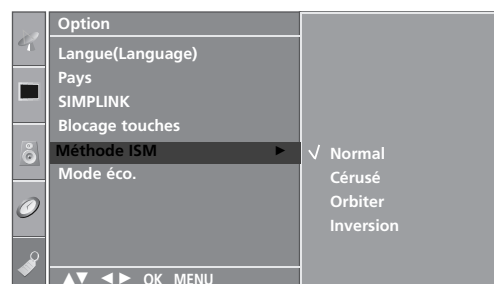 Option
Langue(Language)
Pays
SIMPLINK
Blocage touches
Méthode ISM ►
Mode éco.
√ Normal
Cérusé
Orbiter
Inversion
▲▼ ◄► OK MENU